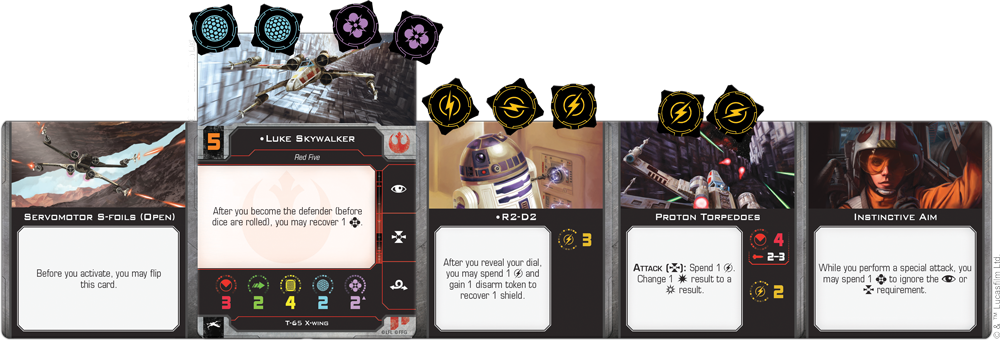 SERVOMOTOR S-FOILS (OPEN)
Before you activate, you may flip
this card.
5
•LUKE SKYWALKER
Red Five
After you become the defender (before
dice are rolled), you may recover 1 .
3 2 4 2 2
T-65 X-WING
©LFL ©FFG
•R2-D2
After you reveal your dial,
you may spend 1 and
gain 1 disarm token to
recover 1 shield.
3
PROTON TORPEDOES
ATTACK ( ): Spend 1 .
Change 1 result to a
result.
4
2–3
2
INSTINCTIVE AIM
While you perform a special attack, you
may spend 1 to ignore the or
requirement.
© & ™ Lucasfilm Ltd.